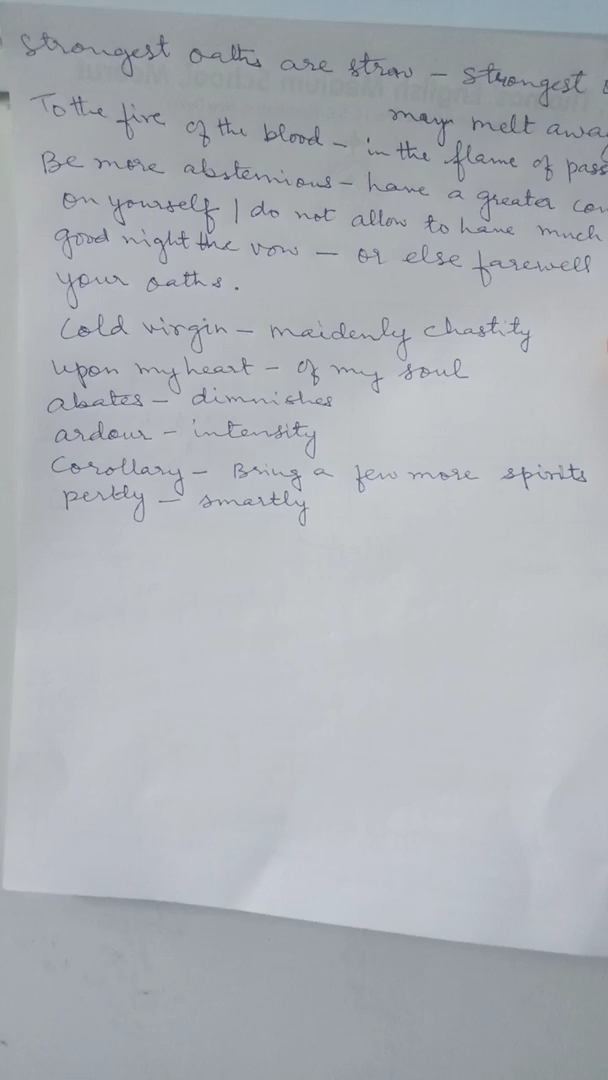 Strongest oaths are straw - Strongest
may melt away
To the fire of the blood - in the flame of pass
Be more abstemious - have a greater con
on yourself / do not allow to have much
good night the vow - or else farewell
your oaths.
Cold virgin - maidenly chastity
Upon my heart - of my soul
abates - dimnishes
ardour - intensity
Corollary - Bring a few more spirits
pertly - smartly